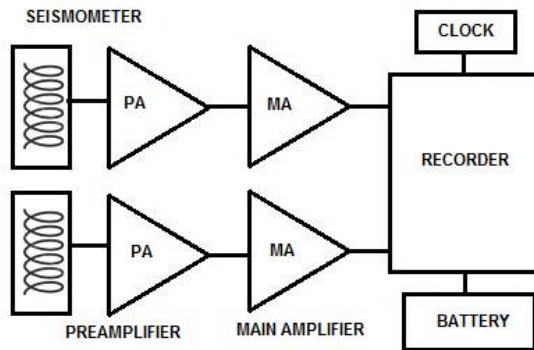 SEISMOMETER
CLOCK
PA
MA
RECORDER
PA
MA
PREAMPLIFIER
MAIN AMPLIFIER
BATTERY